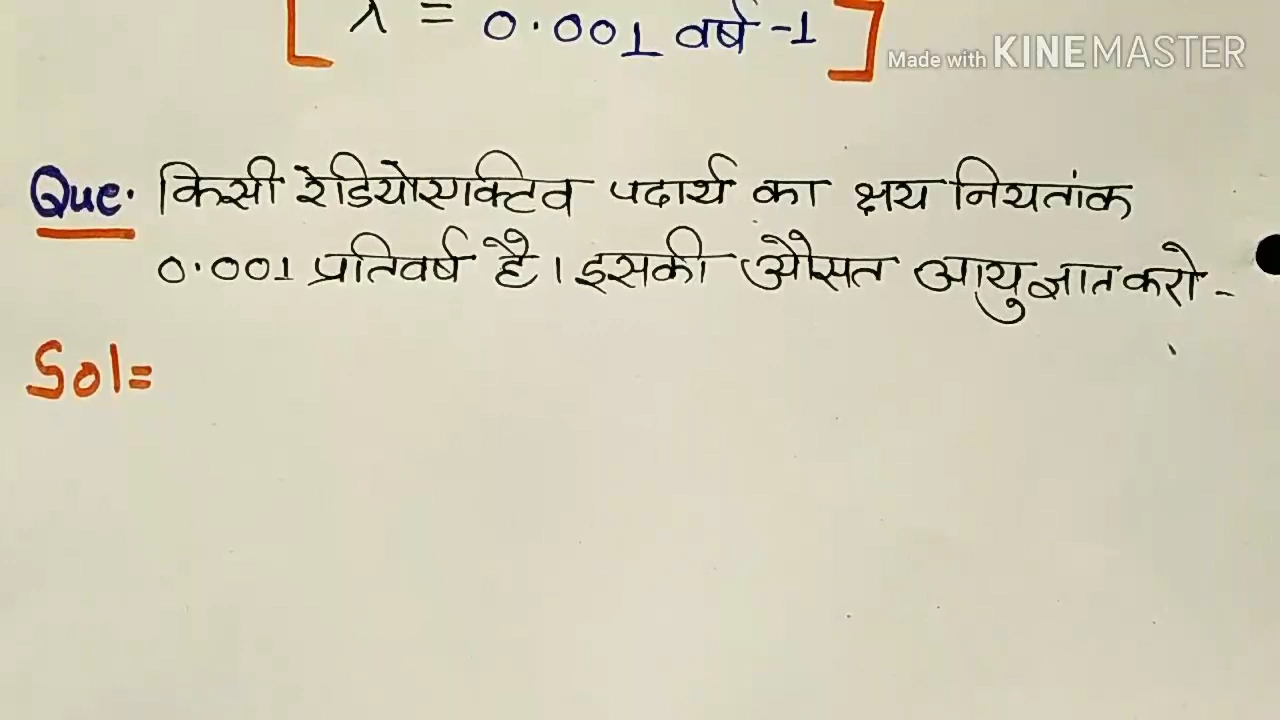 [ λ = 0.001 वर्ष -1 ]
Made with KINEMASTER
Que. किसी रेडियोएक्टिव पदार्थ का क्षय नियतांक
0.001 प्रतिवर्ष है। इसकी औसत आयु ज्ञात करो -
Sol=